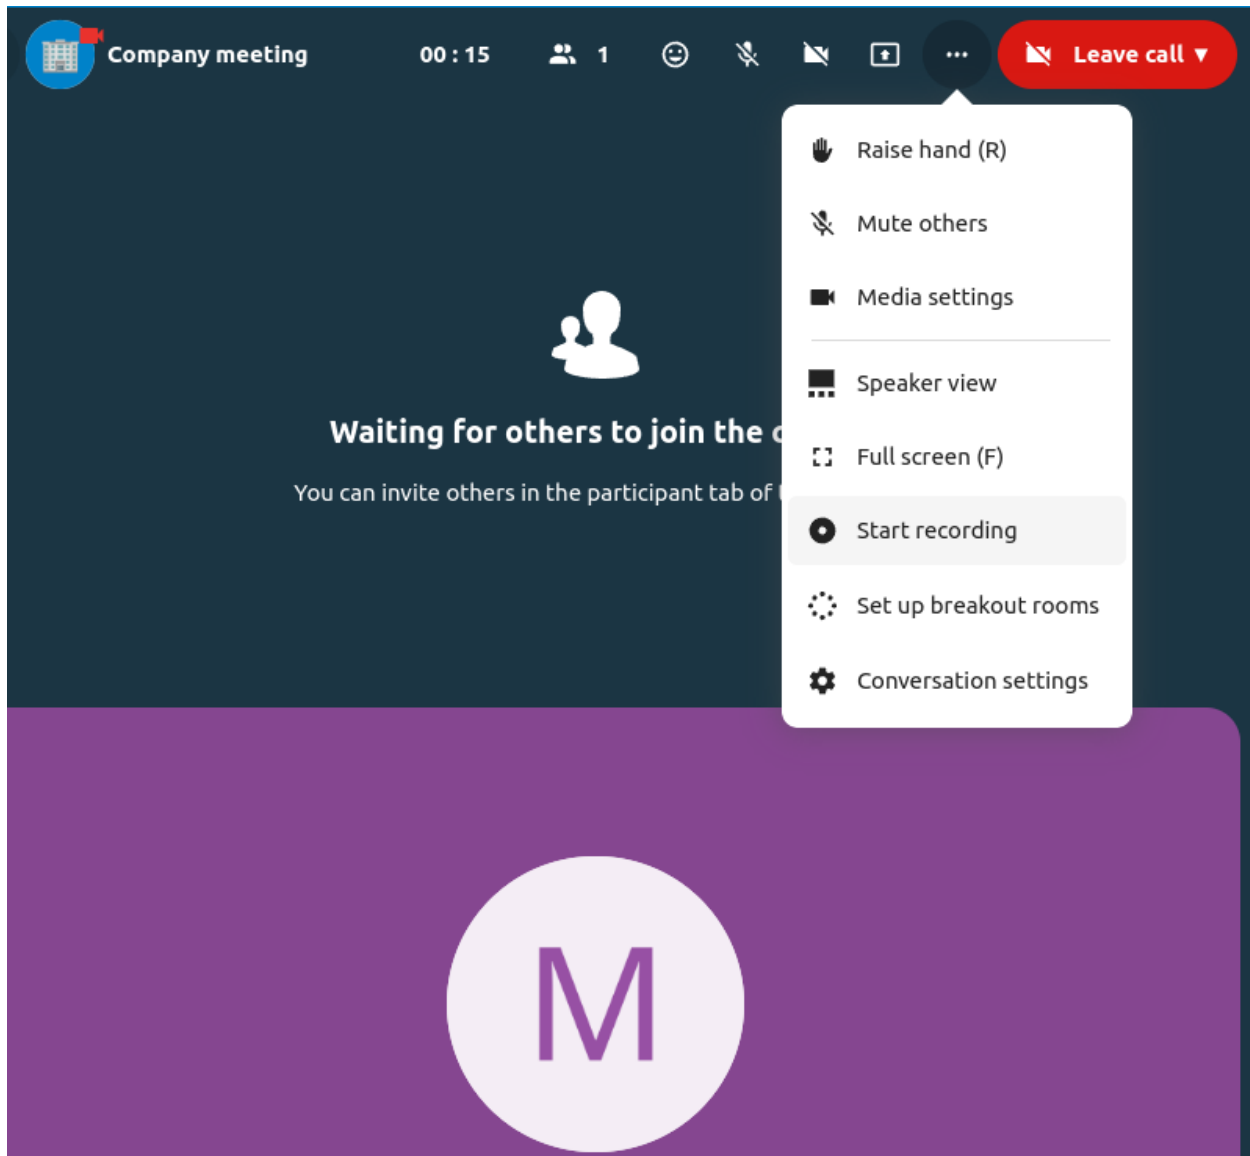 Company meeting 00 : 15 1 Leave call ▼
Raise hand (R)
Mute others
Media settings
Speaker view
Full screen (F)
Start recording
Set up breakout rooms
Conversation settings
Waiting for others to join the
You can invite others in the participant tab of
M